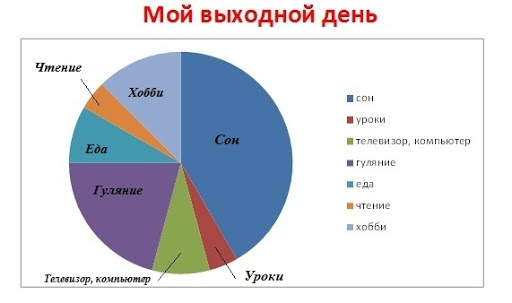 Мой выходной день
Чтение
Хобби
Сон
Еда
Гуляние
Телевизор, компьютер
Уроки
сон
уроки
телевизор, компьютер
гуляние
еда
чтение
хобби